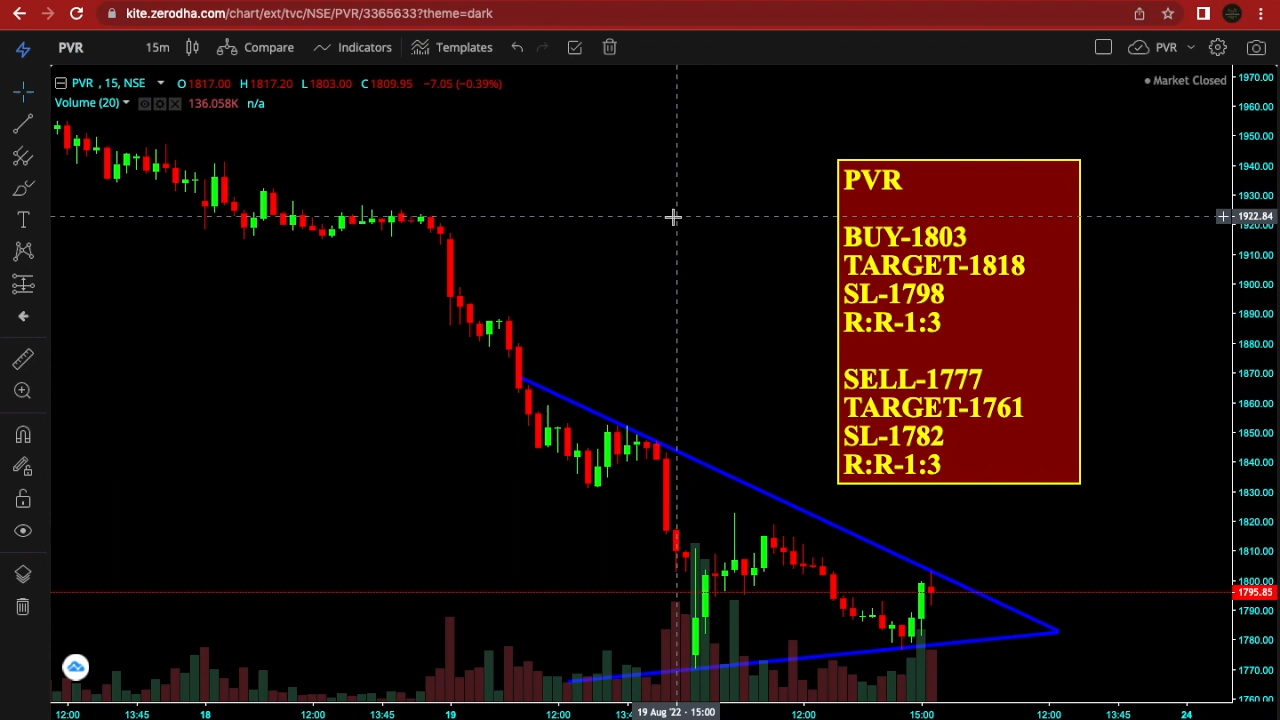 kite.zerodha.com/chart/ext/tvc/NSE/PVR/3365633?theme=dark
PVR 15m Compare Indicators Templates PVR
PVR , 15, NSE O 1817.00 H 1817.20 L 1803.00 C 1809.95 −7.05 (−0.39%)
Market Closed
Volume (20) 136.058K n/a
PVR
BUY-1803
TARGET-1818
SL-1798
R:R-1:3
SELL-1777
TARGET-1761
SL-1782
R:R-1:3
1970.00
1960.00
1950.00
1940.00
1930.00
1922.84
1920.00
1910.00
1900.00
1890.00
1880.00
1870.00
1860.00
1850.00
1840.00
1830.00
1820.00
1810.00
1800.00
1795.85
1790.00
1780.00
1770.00
1760.00
12:00 13:45 18 12:00 13:45 19 12:00 19 Aug '22 - 15:00 12:00 15:00 12:00 13:45 24